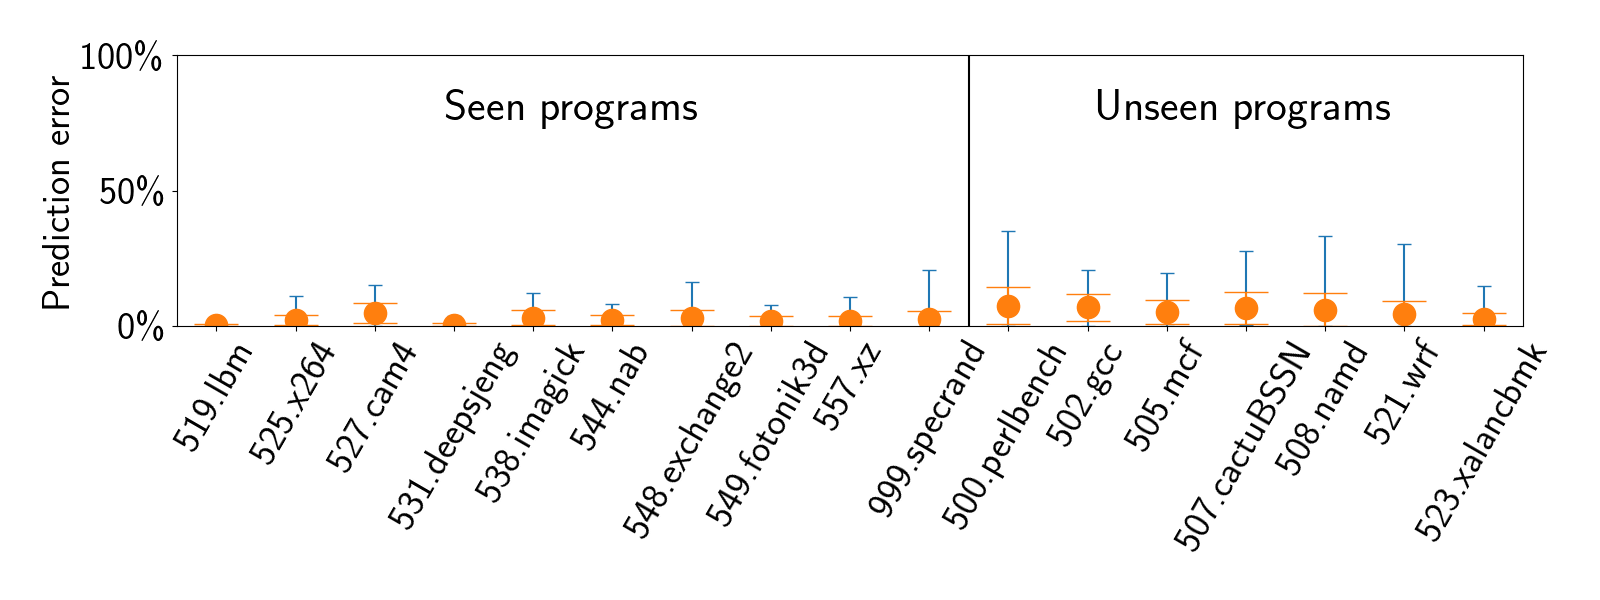 100%
Seen programs
Unseen programs
Prediction error
50%
0%
519.lbm
525.x264
527.cam4
531.deepsjeng
538.imagick
544.nab
548.exchange2
549.fotonik3d
557.xz
999.specrand
500.perlbench
502.gcc
505.mcf
507.cactuBSSN
508.namd
521.wrf
523.xalancbmk